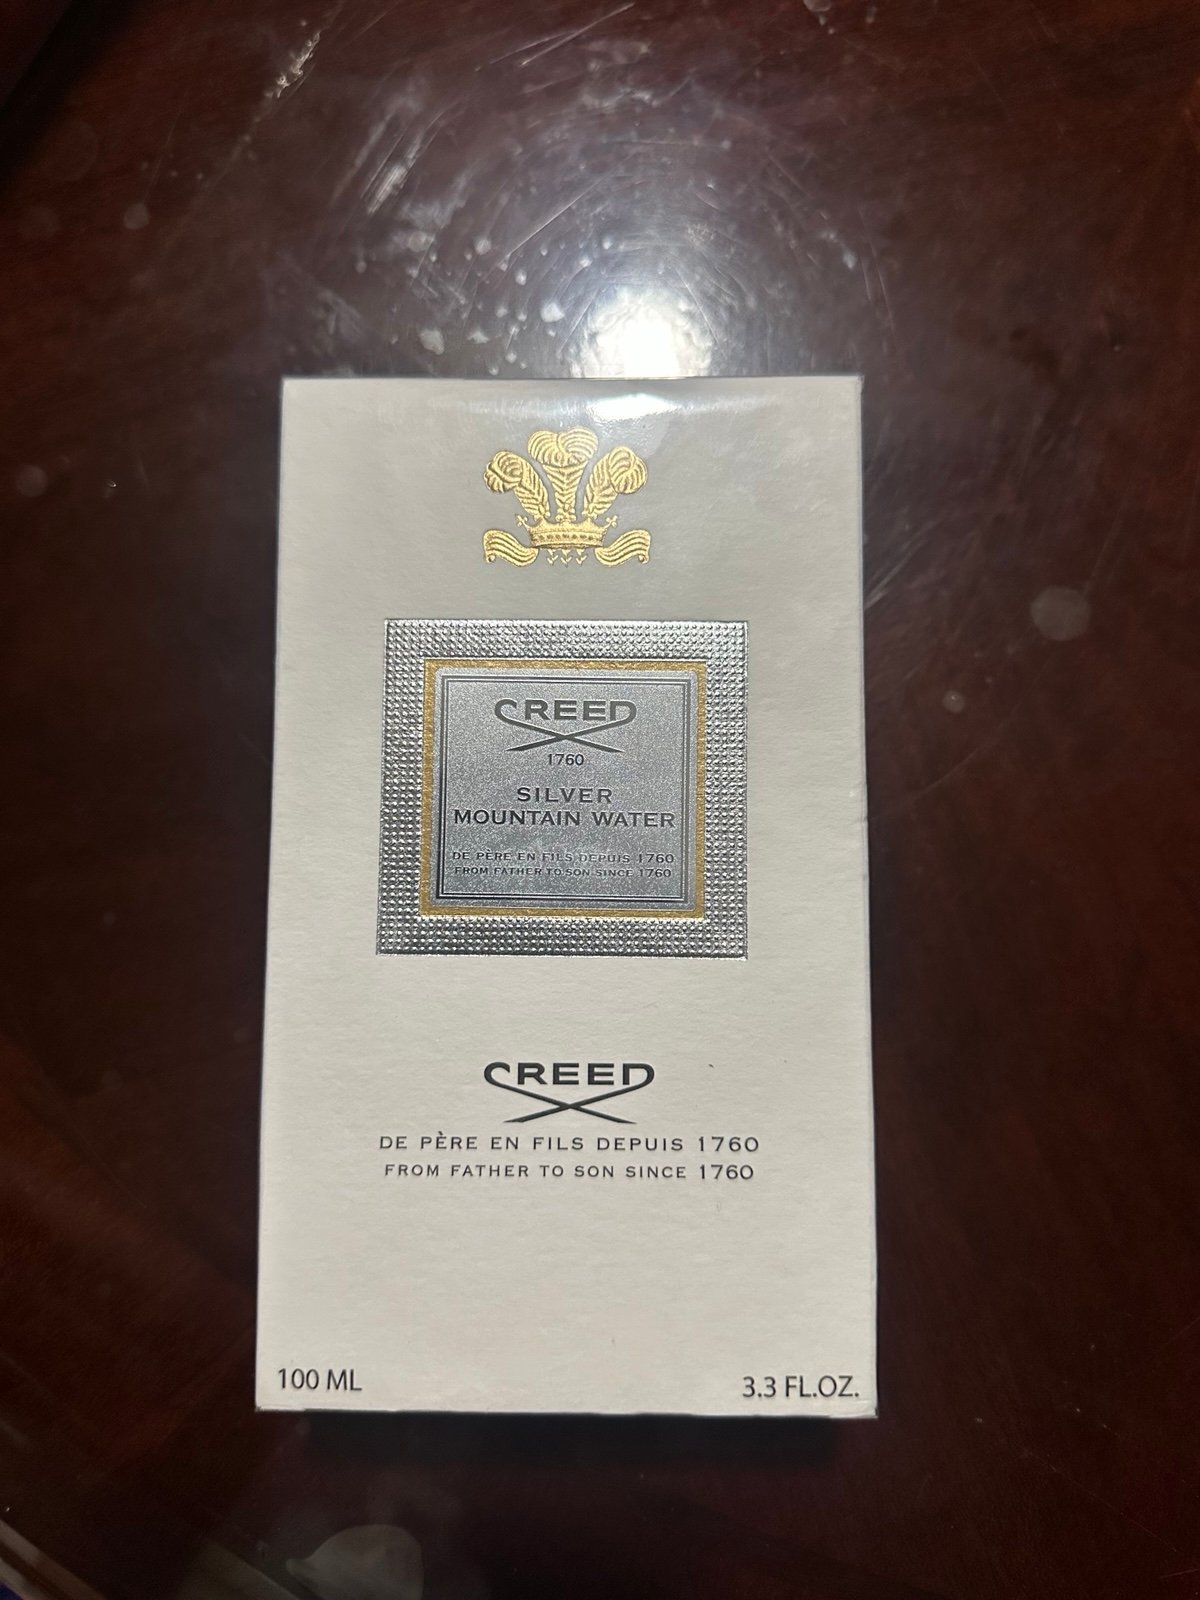 CREED
1760
SILVER
MOUNTAIN WATER
DE PÈRE EN FILS DEPUIS 1760
FROM FATHER TO SON SINCE 1760
CREED
DE PÈRE EN FILS DEPUIS 1760
FROM FATHER TO SON SINCE 1760
100 ML
3.3 FL.OZ.